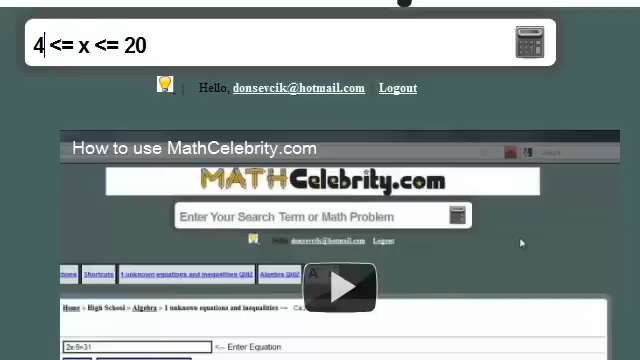 4 <= x <= 20
Hello, donsevcik@hotmail.com Logout
How to use MathCelebrity.com
MATHCelebrity.com
Enter Your Search Term or Math Problem
donsevcik@hotmail.com Logout
Shortcuts 1 unknown equations and inequalities QUIZ Algebra QUIZ A
Home » High School » Algebra » 1 unknown equations and inequalities
2x-9=31 <-- Enter Equation